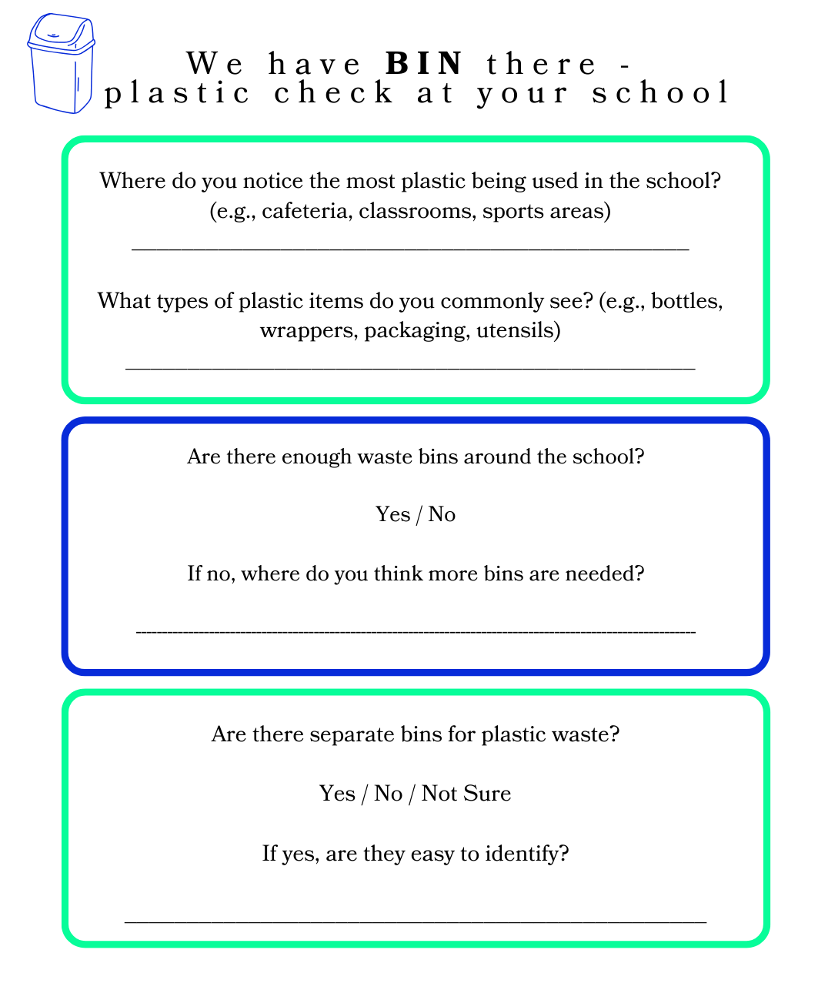 We have BIN there -
plastic check at your school
Where do you notice the most plastic being used in the school?
(e.g., cafeteria, classrooms, sports areas)
What types of plastic items do you commonly see? (e.g., bottles,
wrappers, packaging, utensils)
Are there enough waste bins around the school?
Yes / No
If no, where do you think more bins are needed?
Are there separate bins for plastic waste?
Yes / No / Not Sure
If yes, are they easy to identify?